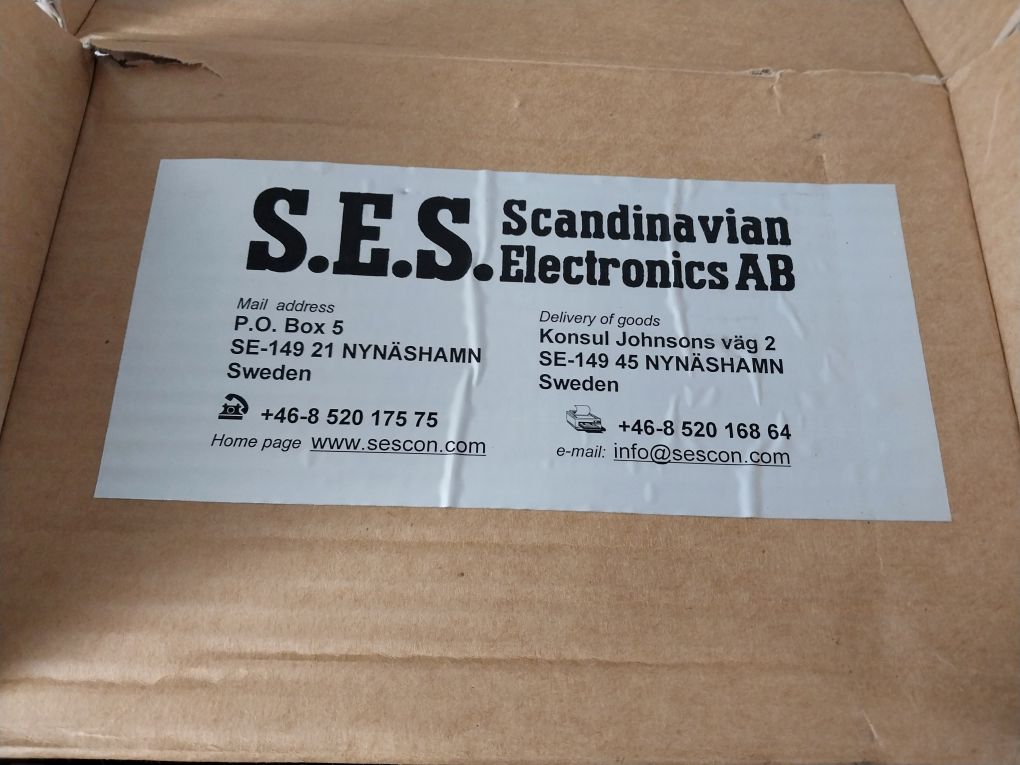 S.E.S. Scandinavian
Electronics AB
Mail address
P.O. Box 5
SE-149 21 NYNÄSHAMN
Sweden
+46-8 520 175 75
Home page www.sescon.com
Delivery of goods
Konsul Johnsons väg 2
SE-149 45 NYNÄSHAMN
Sweden
+46-8 520 168 64
e-mail: info@sescon.com